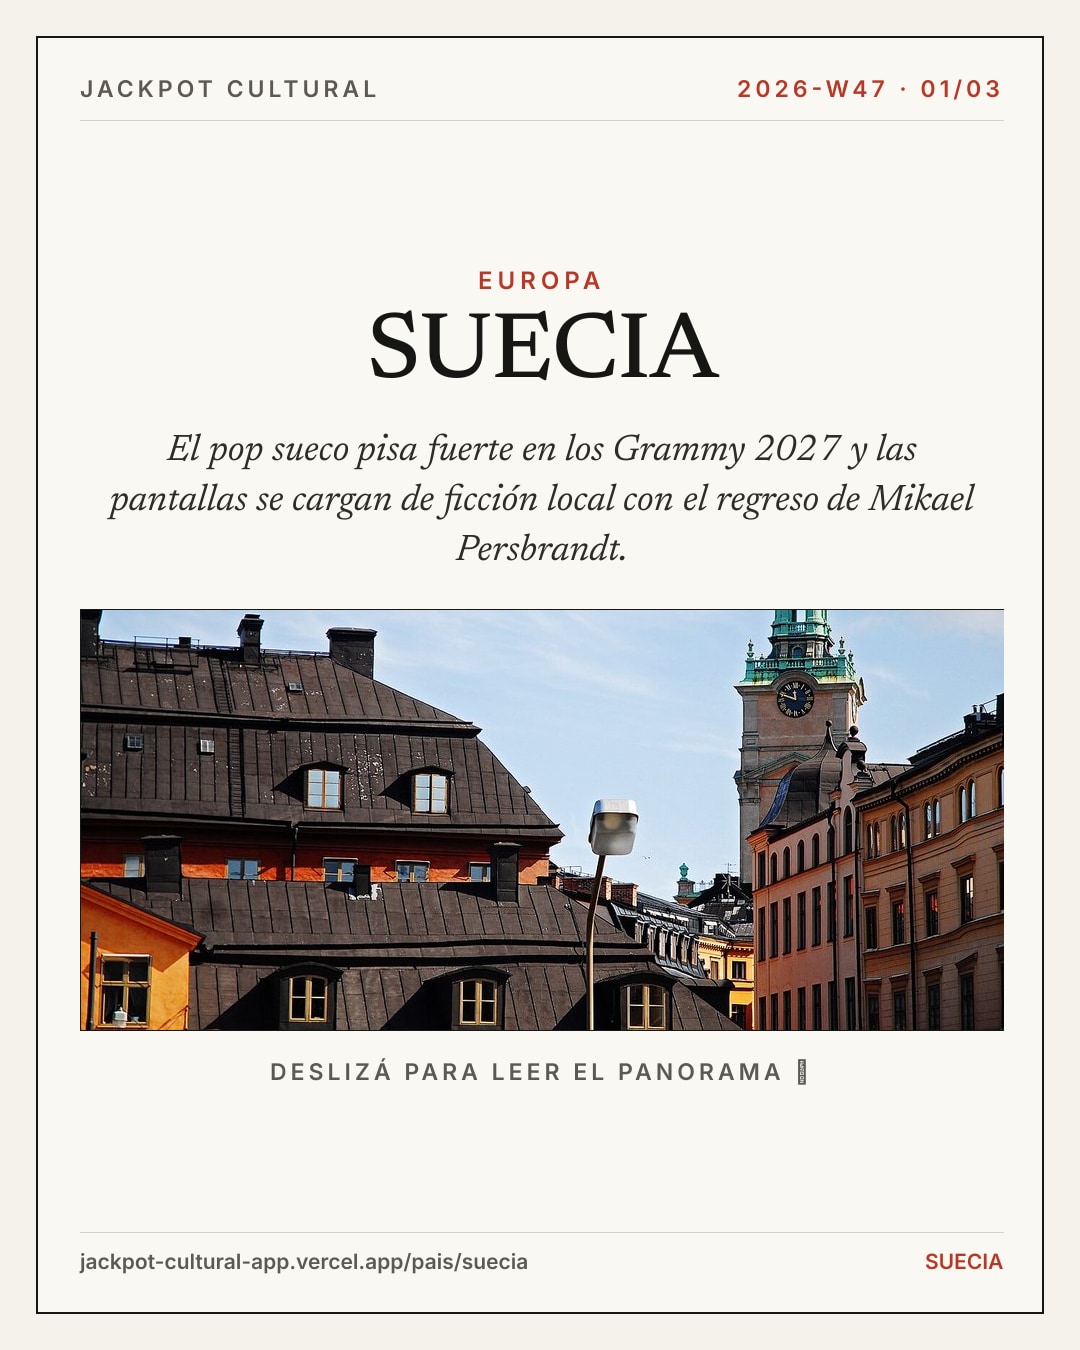 JACKPOT CULTURAL
2026-W47 · 01/03
EUROPA
SUECIA
El pop sueco pisa fuerte en los Grammy 2027 y las
pantallas se cargan de ficción local con el regreso de Mikael
Persbrandt.
DESLIZÁ PARA LEER EL PANORAMA
jackpot-cultural-app.vercel.app/pais/suecia
SUECIA